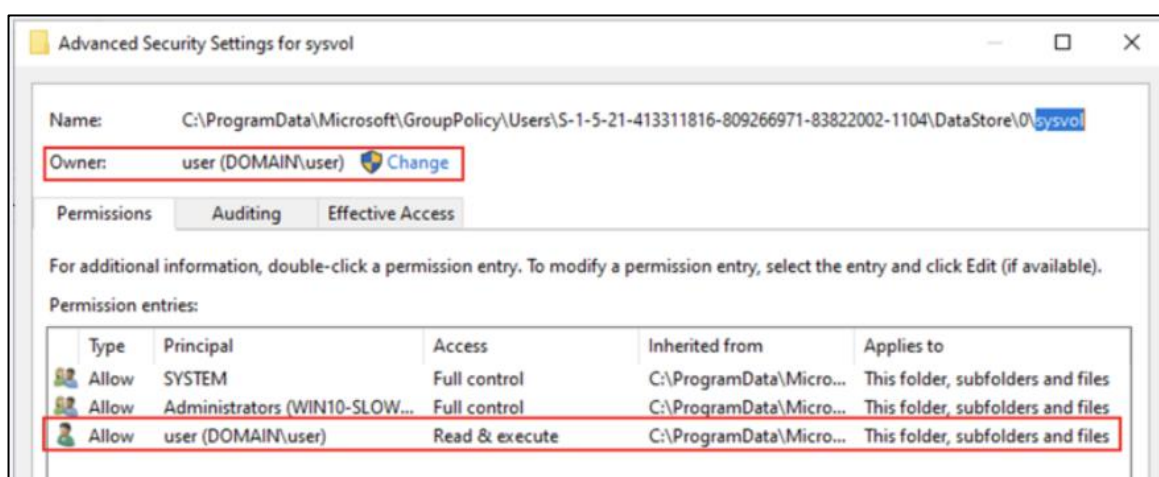 Advanced Security Settings for sysvol
Name: C:\ProgramData\Microsoft\GroupPolicy\Users\S-1-5-21-413311816-809266971-83822002-1104\DataStore\0\sysvol
Owner: user (DOMAIN\user) Change
Permissions Auditing Effective Access
For additional information, double-click a permission entry. To modify a permission entry, select the entry and click Edit (if available).
Permission entries:
Type Principal Access Inherited from Applies to
Allow SYSTEM Full control C:\ProgramData\Micro... This folder, subfolders and files
Allow Administrators (WIN10-SLOW... Full control C:\ProgramData\Micro... This folder, subfolders and files
Allow user (DOMAIN\user) Read & execute C:\ProgramData\Micro... This folder, subfolders and files